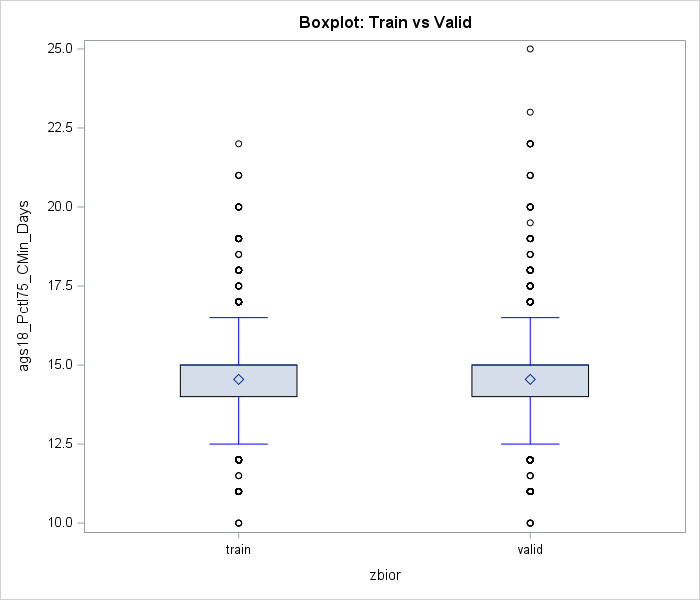 Boxplot: Train vs Valid
ags18_Pctl75_CMin_Days
25.0
22.5
20.0
17.5
15.0
12.5
10.0
train valid
zbior